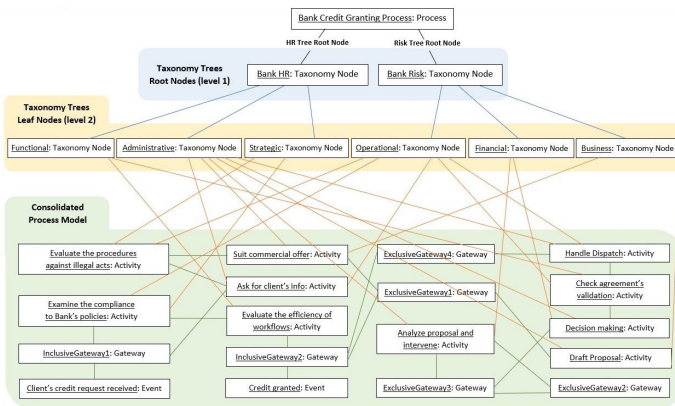 Bank Credit Granting Process: Process
HR Tree Root Node
Risk Tree Root Node
Taxonomy Trees
Root Nodes (level 1)
Bank HR: Taxonomy Node
Bank Risk: Taxonomy Node
Taxonomy Trees
Leaf Nodes (level 2)
Functional: Taxonomy Node
Administrative: Taxonomy Node
Strategic: Taxonomy Node
Operational: Taxonomy Node
Financial: Taxonomy Node
Business: Taxonomy Node
Consolidated
Process Model
Evaluate the procedures
against illegal acts: Activity
Suit commercial offer: Activity
ExclusiveGateway4: Gateway
Handle Dispatch: Activity
Ask for client's info: Activity
ExclusiveGateway1: Gateway
Check agreement's
validation: Activity
Examine the compliance
to Bank's policies: Activity
Evaluate the efficiency of
workflows: Activity
Analyze proposal and
intervene: Activity
Decision making: Activity
InclusiveGateway1: Gateway
InclusiveGateway2: Gateway
Draft Proposal: Activity
Client's credit request received: Event
Credit granted: Event
ExclusiveGateway3: Gateway
ExclusiveGateway2: Gateway